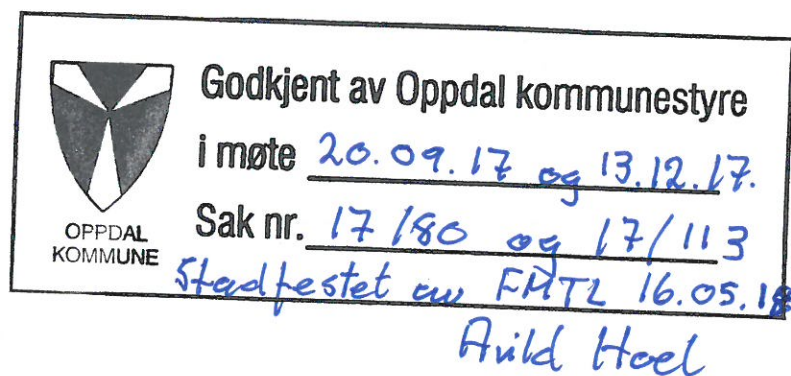 Godkjent av Oppdal kommunestyre
i møte 20.09.17 og 13.12.17.
Sak nr. 17/80 og 17/113
OPPDAL
KOMMUNE
Stadfestet av FMTL 16.05.18
Arild Hoel